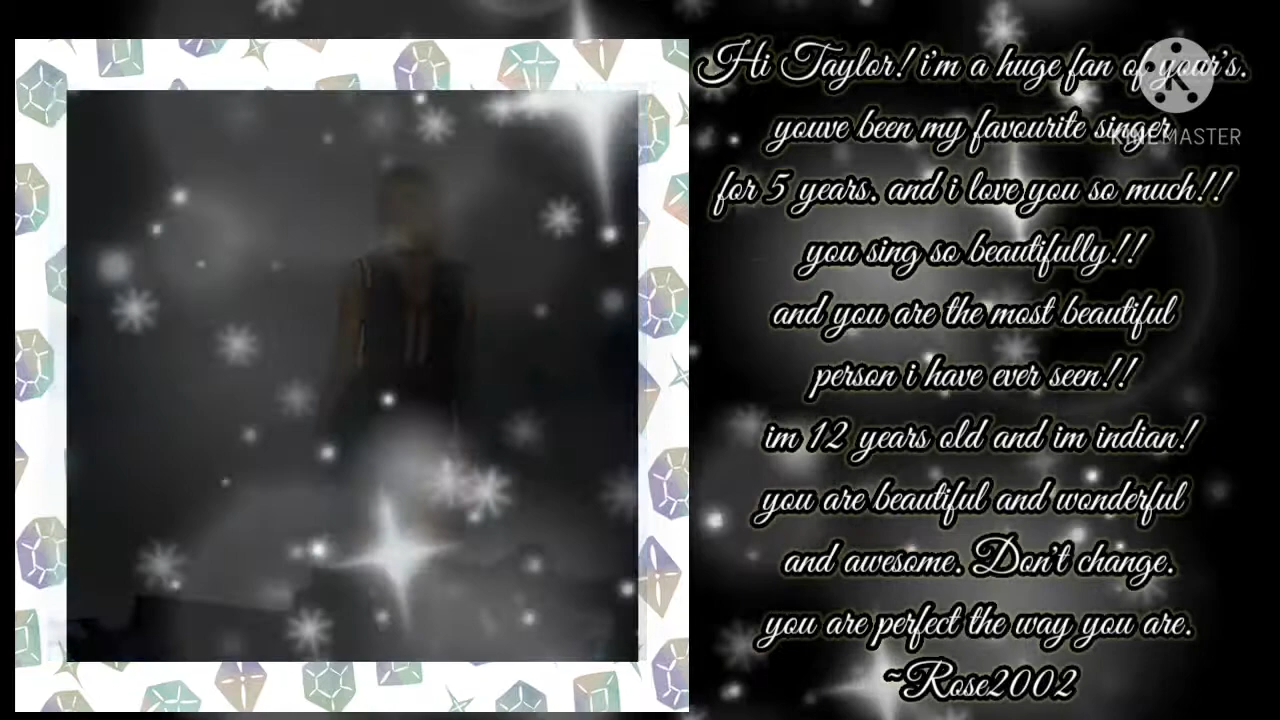 Hi Taylor! i'm a huge fan of your's.
youve been my favourite singer
KINEMASTER
for 5 years. and i love you so much!!
you sing so beautifully!!
and you are the most beautiful
person i have ever seen!!
im 12 years old and im indian!
you are beautiful and wonderful
and awesome. Don't change.
you are perfect the way you are.
~Rose2002